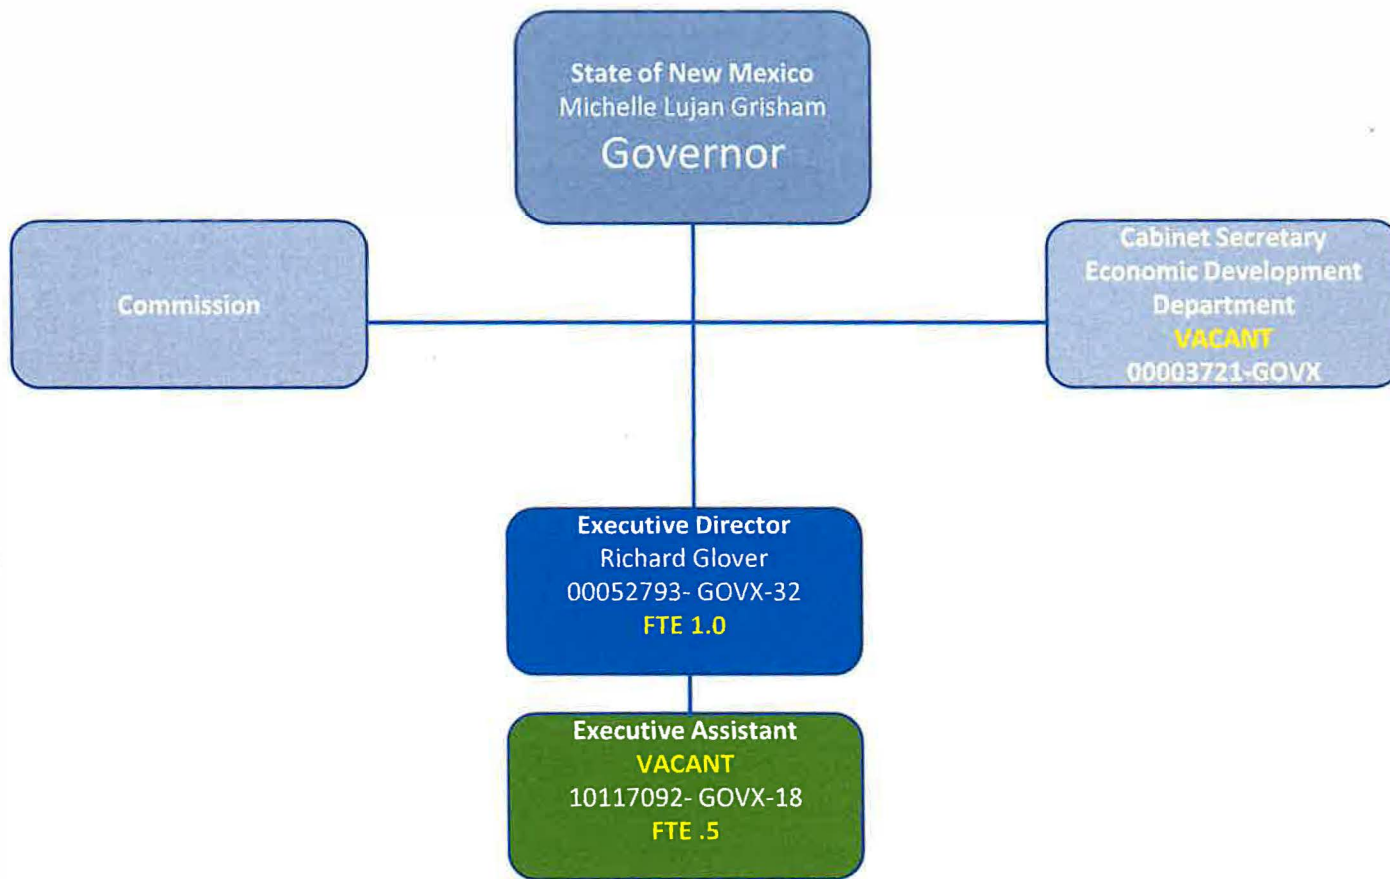 State of New Mexico
Michelle Lujan Grisham
Governor
Commission
Cabinet Secretary
Economic Development
Department
VACANT
00003721-GOVX
Executive Director
Richard Glover
00052793- GOVX-32
FTE 1.0
Executive Assistant
VACANT
10117092- GOVX-18
FTE .5